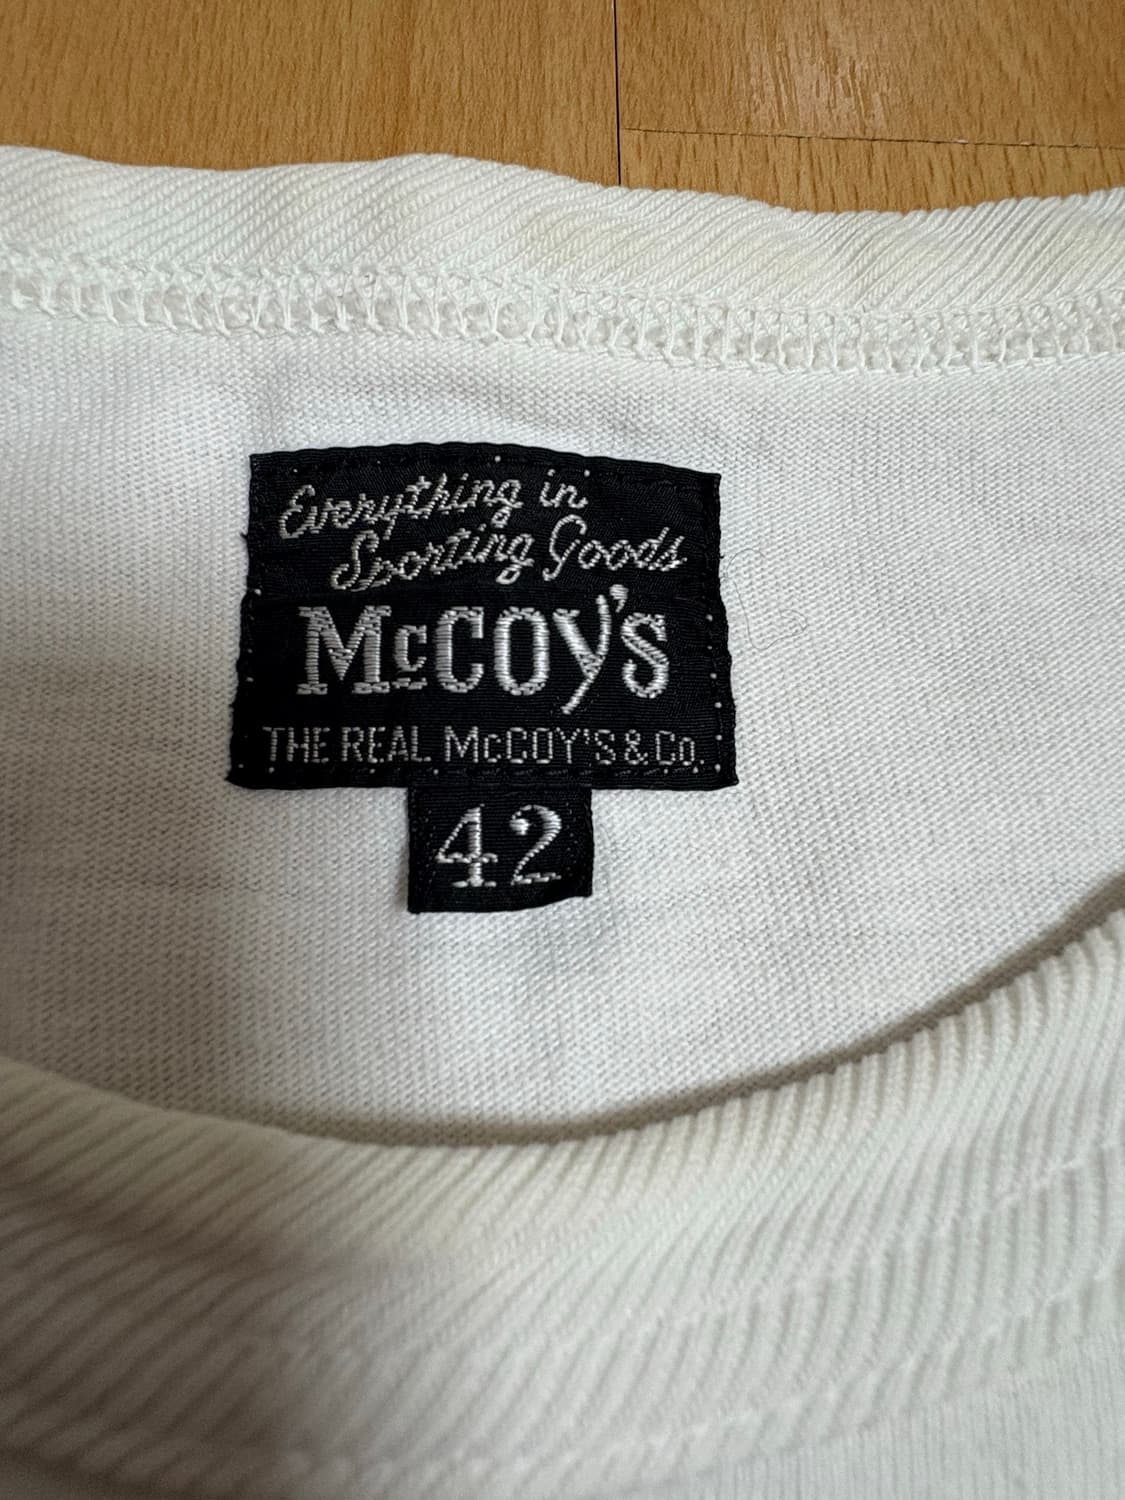 Everything in
Sporting Goods
McCOY'S
THE REAL McCOY'S & Co.
42